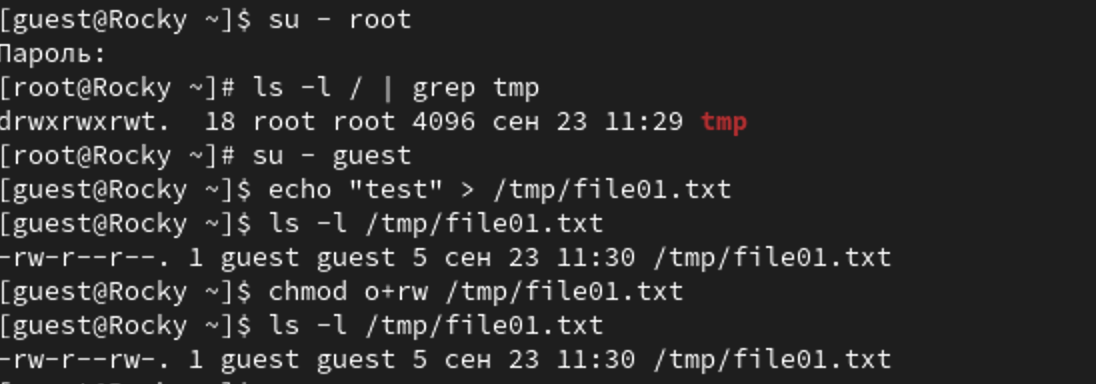 [guest@Rocky ~]$ su - root
Пароль:
[root@Rocky ~]# ls -l / | grep tmp
drwxrwxrwt.  18 root root 4096 сен 23 11:29 tmp
[root@Rocky ~]# su - guest
[guest@Rocky ~]$ echo "test" > /tmp/file01.txt
[guest@Rocky ~]$ ls -l /tmp/file01.txt
-rw-r--r--. 1 guest guest 5 сен 23 11:30 /tmp/file01.txt
[guest@Rocky ~]$ chmod o+rw /tmp/file01.txt
[guest@Rocky ~]$ ls -l /tmp/file01.txt
-rw-r--rw-. 1 guest guest 5 сен 23 11:30 /tmp/file01.txt